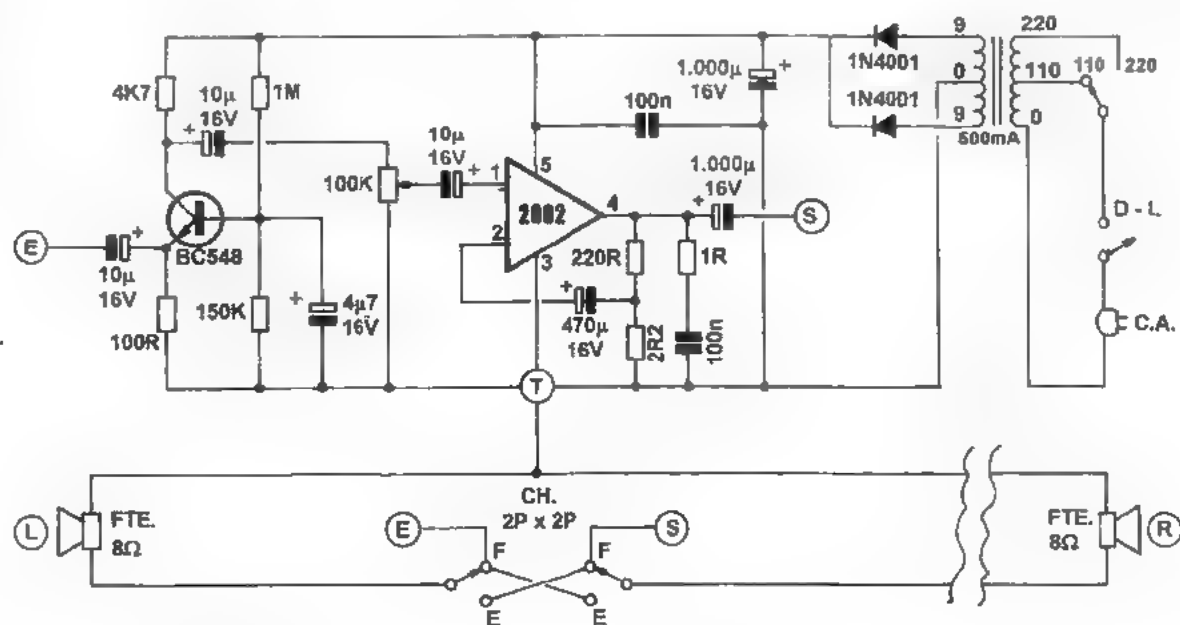 4K7
10µ
16V
1M
BC548
E
10µ
16V
100R
150K
4µ7
16V
100K
10µ
16V
1
2
2002
5
4
3
100n
1.000µ
16V
1.000µ
16V
S
220R
1R
470µ
16V
2R2
100n
T
1N4001
1N4001
9
0
9
500mA
220
110
0
110
220
D - L
C.A.
L
FTE.
8Ω
CH.
2P x 2P
E
F
E
S
F
E
FTE.
8Ω
R
+
+
+
+
+
+
+